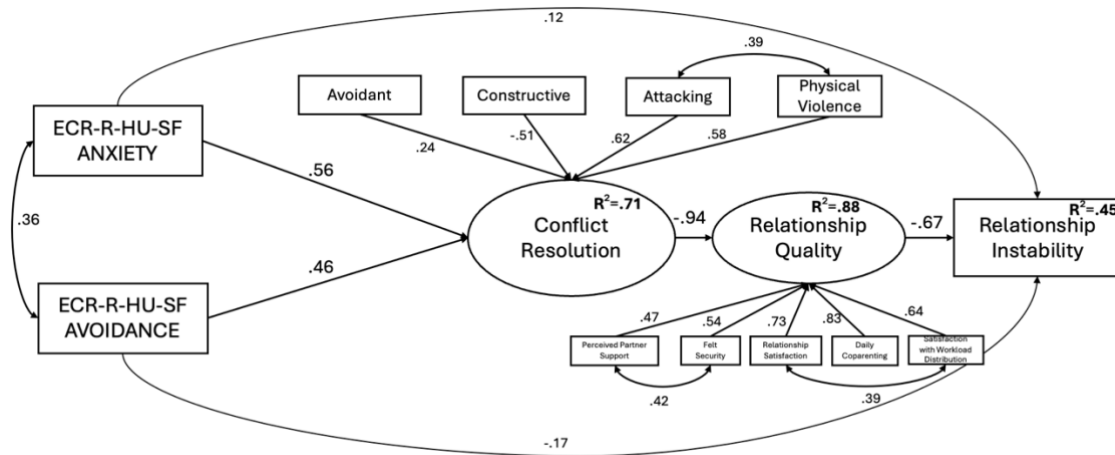 .12
.39
Avoidant
Constructive
Attacking
Physical
Violence
ECR-R-HU-SF
ANXIETY
.24
-.51
.62
.58
.56
.36
R²=.71
Conflict
Resolution
-.94
R²=.88
Relationship
Quality
-.67
R²=.45
Relationship
Instability
.46
ECR-R-HU-SF
AVOIDANCE
.47
.54
.73
.83
.64
Perceived Partner
Support
Felt
Security
Relationship
Satisfaction
Daily
Coparenting
Satisfaction
with Workload
Distribution
.42
.39
-.17